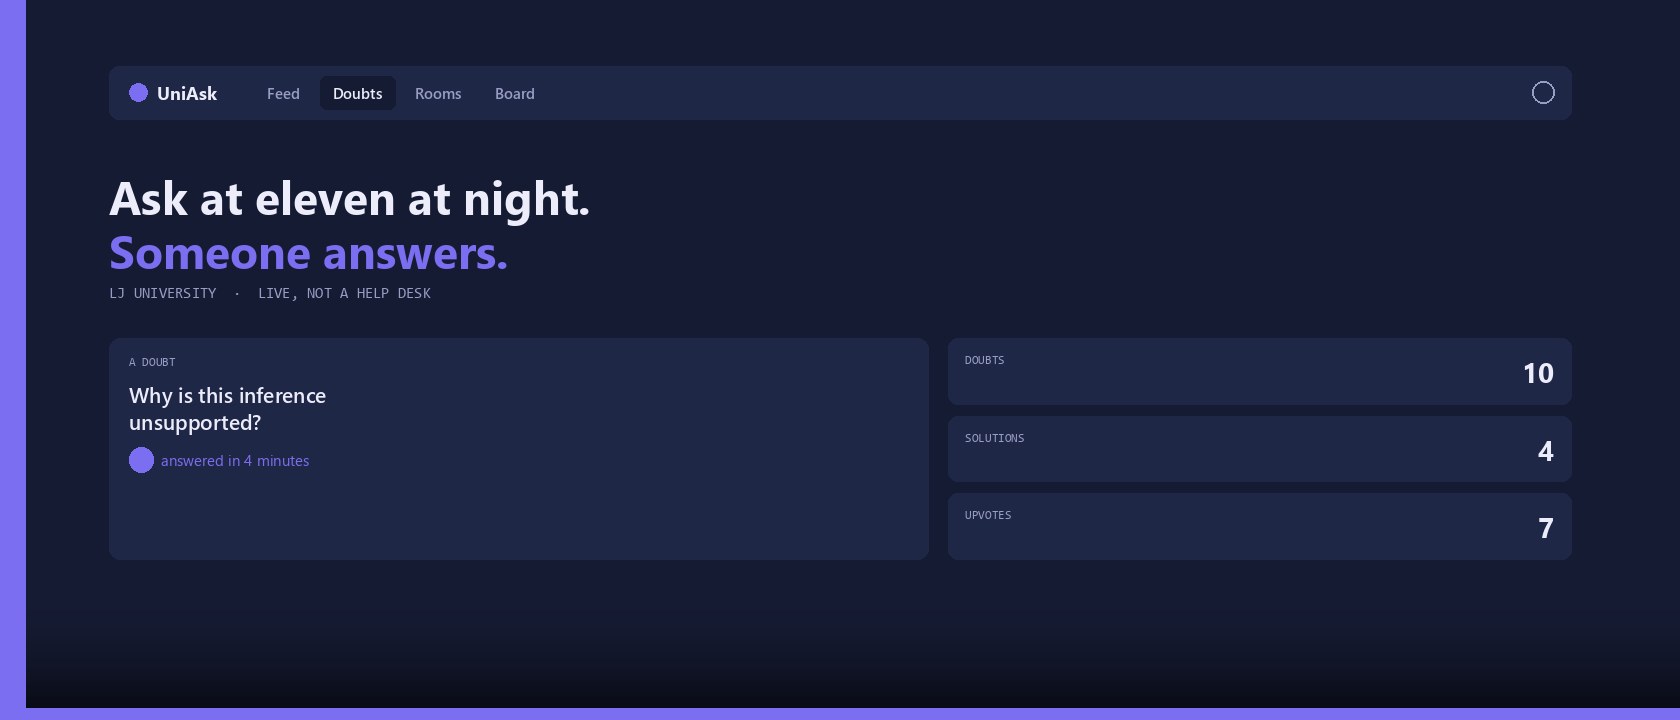 UniAsk Feed Doubts Rooms Board
Ask at eleven at night.
Someone answers.
LJ UNIVERSITY · LIVE, NOT A HELP DESK
A DOUBT
Why is this inference
unsupported?
answered in 4 minutes
DOUBTS
10
SOLUTIONS
4
UPVOTES
7